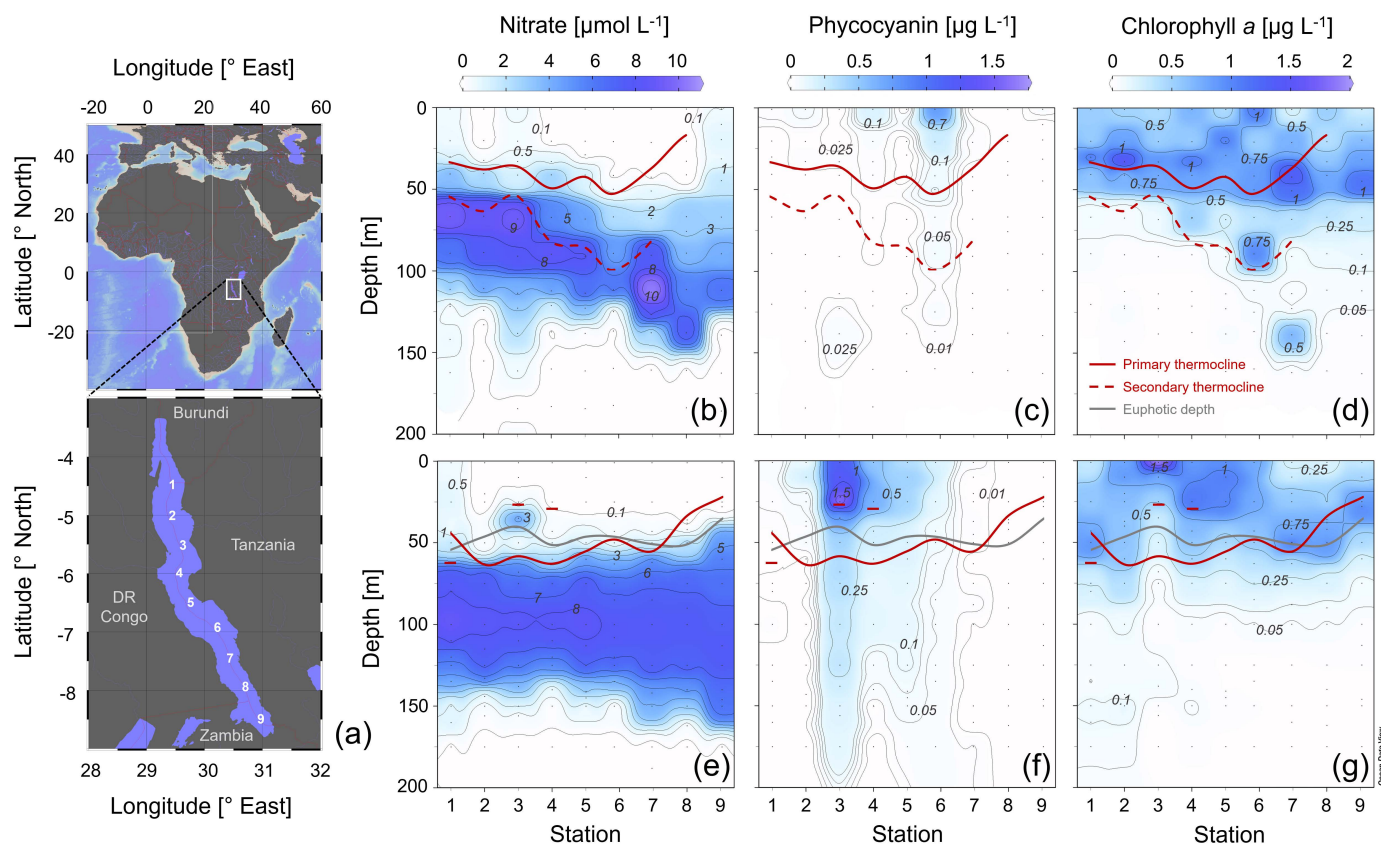 Longitude [° East]
-20 0 20 40 60
Latitude [° North]
40
20
0
-20
Burundi
Tanzania
DR
Congo
Zambia
1
2
3
4
5
6
7
8
9
Latitude [° North]
-4
-5
-6
-7
-8
(a)
28 29 30 31 32
Longitude [° East]
Nitrate [µmol L-1]
0 2 4 6 8 10
Depth [m]
0
50
100
150
200
0.1
0.1
0.5
1
2
5
3
9
8
8
10
(b)
Phycocyanin [µg L-1]
0 0.5 1 1.5
0.1
0.7
0.025
0.1
0.05
0.025
0.01
(c)
Chlorophyll a [µg L-1]
0 0.5 1 1.5 2
0.5
1
0.5
1
0.75
0.75
1
0.5
0.25
0.75
0.1
0.05
0.5
Primary thermocline
Secondary thermocline
Euphotic depth
(d)
Depth [m]
0
50
100
150
200
0.5
0.1
3
1
3
5
6
7
8
(e)
1 2 3 4 5 6 7 8 9
Station
1
1.5
0.5
0.01
0.25
0.1
0.05
(f)
1 2 3 4 5 6 7 8 9
Station
1.5
1
0.25
0.5
0.75
0.25
0.05
0.1
(g)
1 2 3 4 5 6 7 8 9
Station